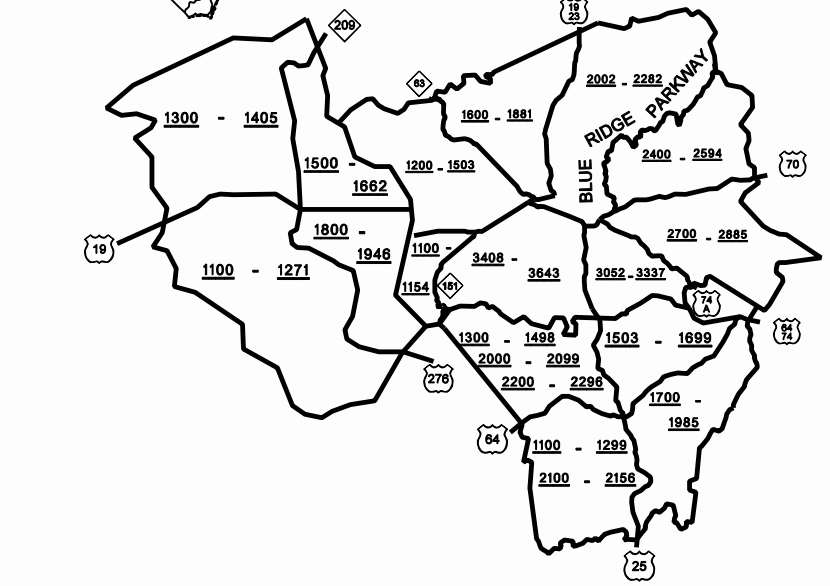 19
23
209
63
2002 - 2282
1600 - 1881
1300 - 1405
BLUE RIDGE PARKWAY
2400 - 2594
1500 -
1662
1200 - 1503
70
1800 -
1946
2700 - 2885
19
1100 -
1154
3408 -
3643
1100 - 1271
3052 - 3337
151
74
A
64
74
1300 - 1498
2000 - 2099
2200 - 2296
1503 - 1699
276
1700 -
1985
64
1100 - 1299
2100 - 2156
25